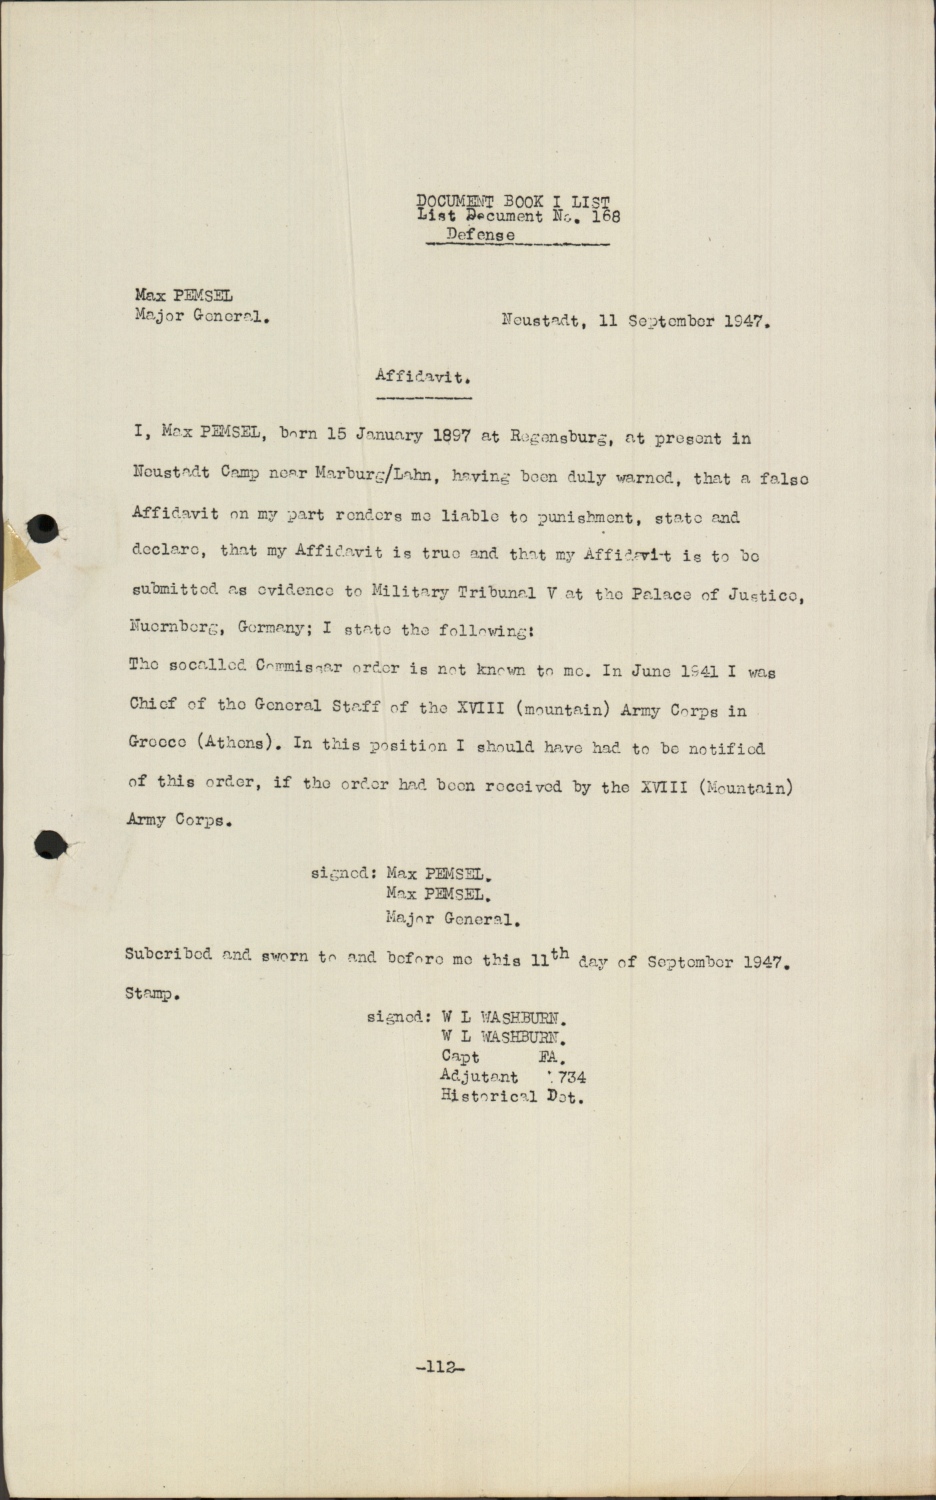 DOCUMENT BOOK I LIST
List Document No. 168
Defense
Max PEMSEL
Major General.
Neustadt, 11 September 1947.
Affidavit.
I, Max PEMSEL, born 15 January 1897 at Regensburg, at present in
Neustadt Camp near Marburg/Lahn, having been duly warned, that a false
Affidavit on my part renders me liable to punishment, state and
declare, that my Affidavit is true and that my Affidavit is to be
submitted as evidence to Military Tribunal V at the Palace of Justice,
Nuernberg, Germany; I state the following:
The socalled Commissar order is not known to me. In June 1941 I was
Chief of the General Staff of the XVIII (mountain) Army Corps in
Greece (Athens). In this position I should have had to be notified
of this order, if the order had been received by the XVIII (Mountain)
Army Corps.
signed: Max PEMSEL.
Max PEMSEL.
Major General.
Subcribed and sworn to and before me this 11th day of September 1947.
Stamp.
signed: W L WASHBURN.
W L WASHBURN.
Capt FA.
Adjutant 734
Historical Det.
-112-